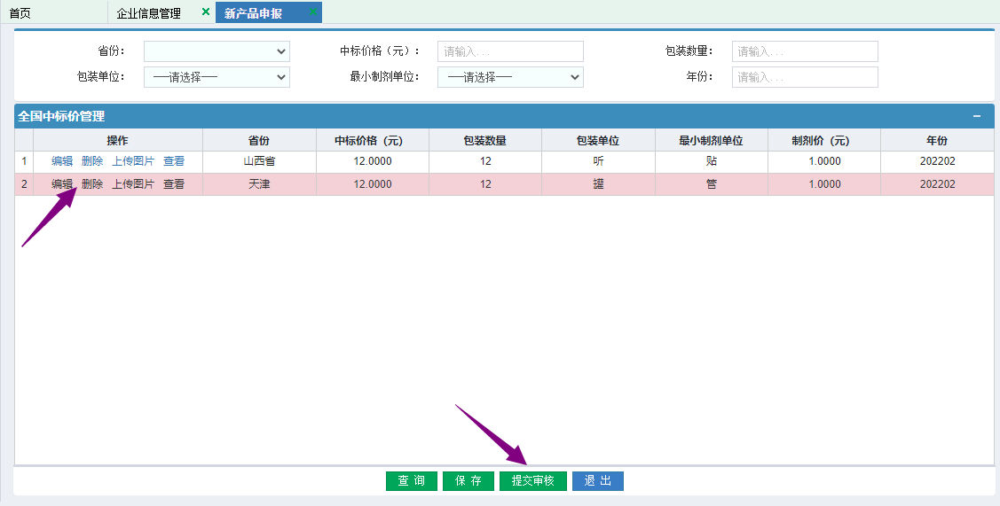 首页 企业信息管理 新产品申报
省份： 中标价格（元）： 请输入... 包装数量： 请输入...
包装单位： ──请选择── 最小制剂单位： ──请选择── 年份： 请输入...
全国中标价管理
操作 省份 中标价格（元） 包装数量 包装单位 最小制剂单位 制剂价（元） 年份
1 编辑 删除 上传图片 查看 山西省 12.0000 12 听 贴 1.0000 202202
2 编辑 删除 上传图片 查看 天津 12.0000 12 罐 管 1.0000 202202
查 询 保 存 提交审核 退 出